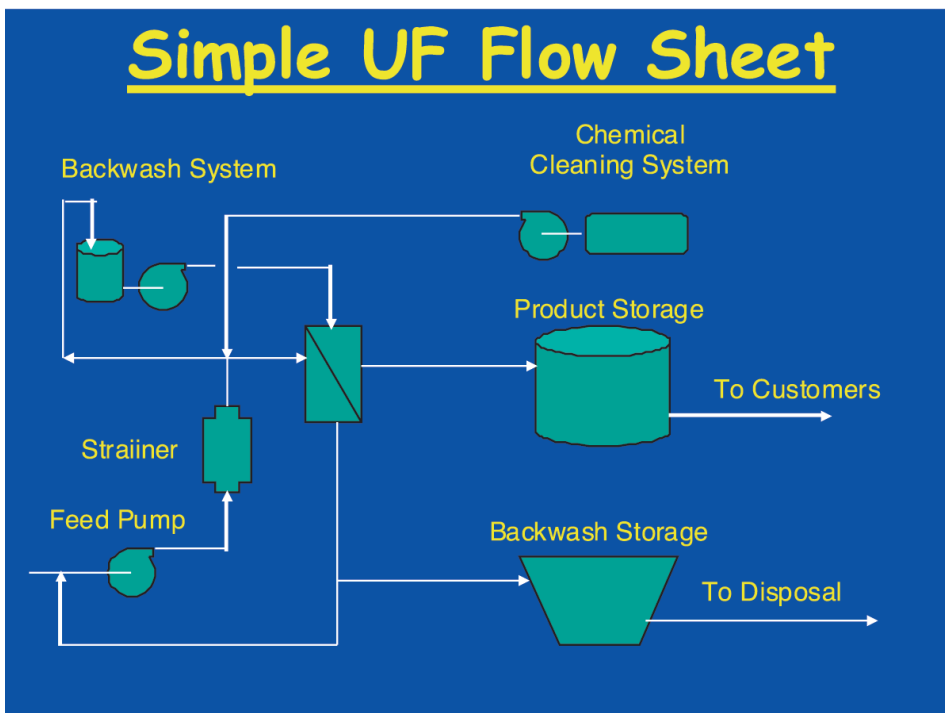 Simple UF Flow Sheet
Chemical
Cleaning System
Backwash System
Product Storage
To Customers
Straiiner
Feed Pump
Backwash Storage
To Disposal